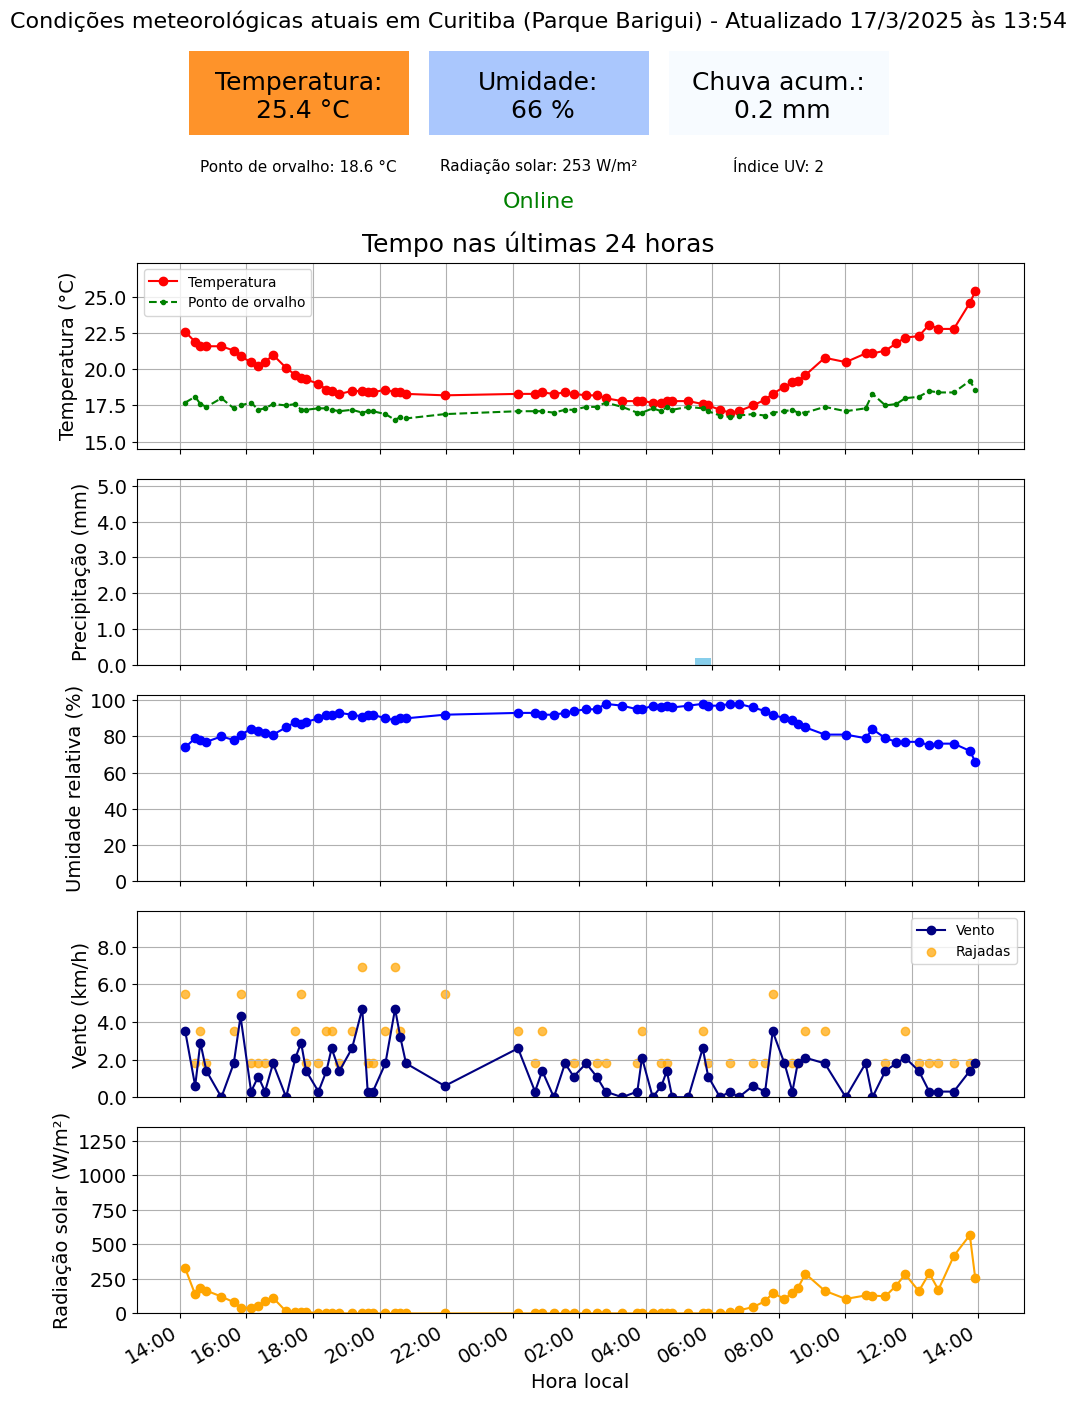 Condições meteorológicas atuais em Curitiba (Parque Barigui) - Atualizado 17/3/2025 às 13:54
Temperatura:
25.4 °C
Umidade:
66 %
Chuva acum.:
0.2 mm
Ponto de orvalho: 18.6 °C
Radiação solar: 253 W/m²
Índice UV: 2
Online
Tempo nas últimas 24 horas
Temperatura (°C)
25.0
22.5
20.0
17.5
15.0
Temperatura
Ponto de orvalho
Precipitação (mm)
5.0
4.0
3.0
2.0
1.0
0.0
Umidade relativa (%)
100
80
60
40
20
0
Vento (km/h)
8.0
6.0
4.0
2.0
0.0
Vento
Rajadas
Radiação solar (W/m²)
1250
1000
750
500
250
0
14:00
16:00
18:00
20:00
22:00
00:00
02:00
04:00
06:00
08:00
10:00
12:00
14:00
Hora local